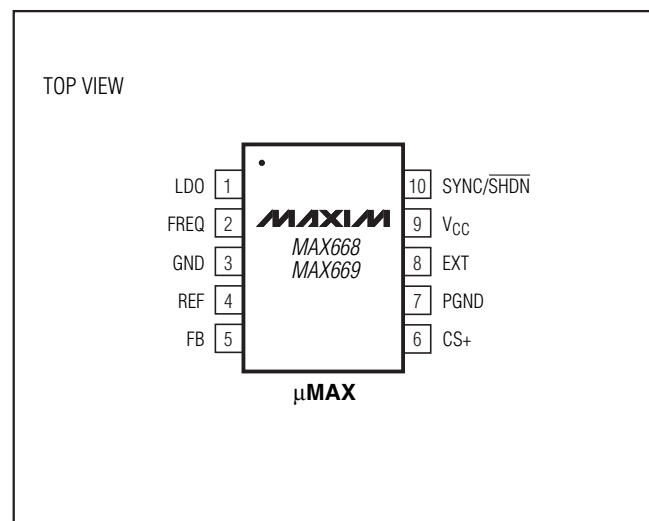 TOP VIEW
LDO 1
FREQ 2
GND 3
REF 4
FB 5
MAXIM
MAX668
MAX669
10 SYNC/SHDN
9 VCC
8 EXT
7 PGND
6 CS+
µMAX